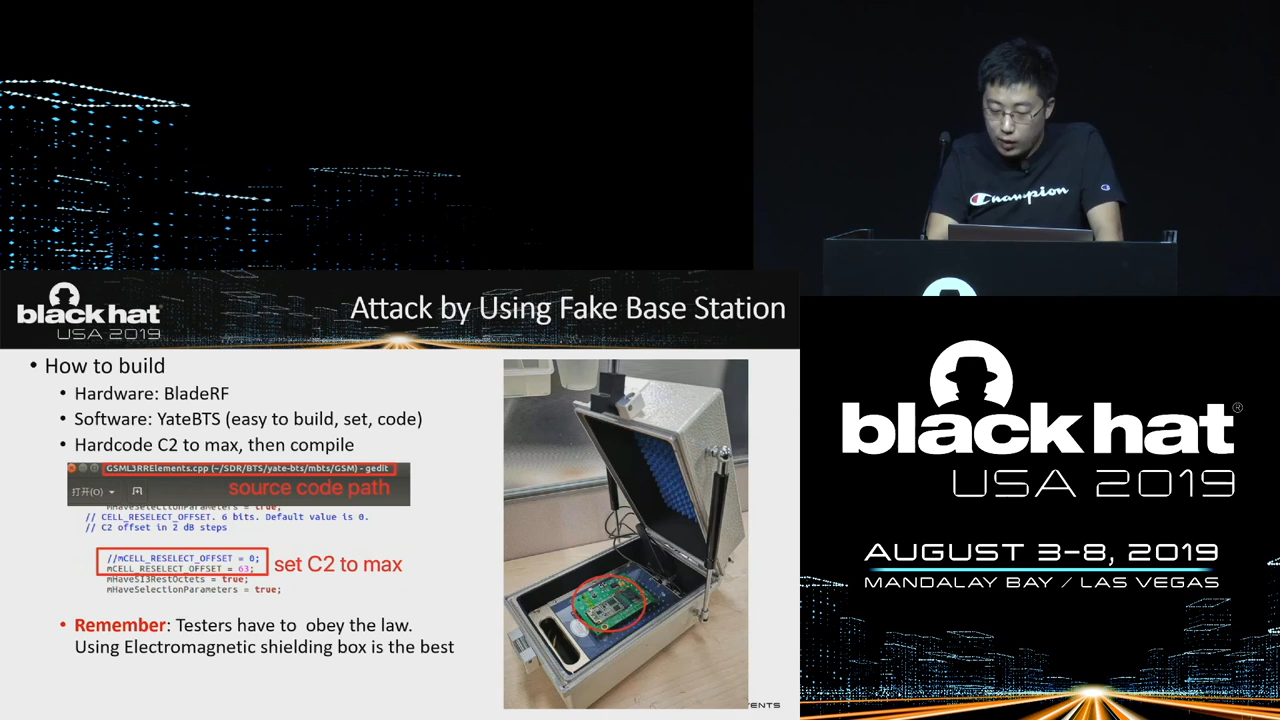 Champion
black hat
USA 2019
Attack by Using Fake Base Station
• How to build
• Hardware: BladeRF
• Software: YateBTS (easy to build, set, code)
• Hardcode C2 to max, then compile
GSML3RRElements.cpp (~/SDR/BTS/yate-bts/mbts/GSM) - gedit
打开(O)
source code path
mHaveSelectionParameters = true;
// CELL_RESELECT_OFFSET. 6 bits. Default value is 0.
// C2 offset in 2 dB steps
//mCELL_RESELECT_OFFSET = 0;
mCELL_RESELECT_OFFSET = 63;
set C2 to max
mHaveSI3RestOctets = true;
mHaveSelectionParameters = true;
• Remember: Testers have to obey the law.
Using Electromagnetic shielding box is the best
black hat®
USA 2019
AUGUST 3-8, 2019
MANDALAY BAY / LAS VEGAS